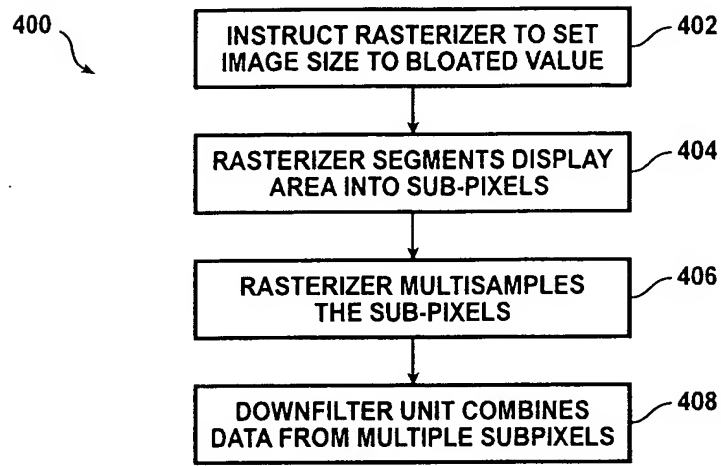 400
INSTRUCT RASTERIZER TO SET
IMAGE SIZE TO BLOATED VALUE
402
RASTERIZER SEGMENTS DISPLAY
AREA INTO SUB-PIXELS
404
RASTERIZER MULTISAMPLES
THE SUB-PIXELS
406
DOWNFILTER UNIT COMBINES
DATA FROM MULTIPLE SUBPIXELS
408